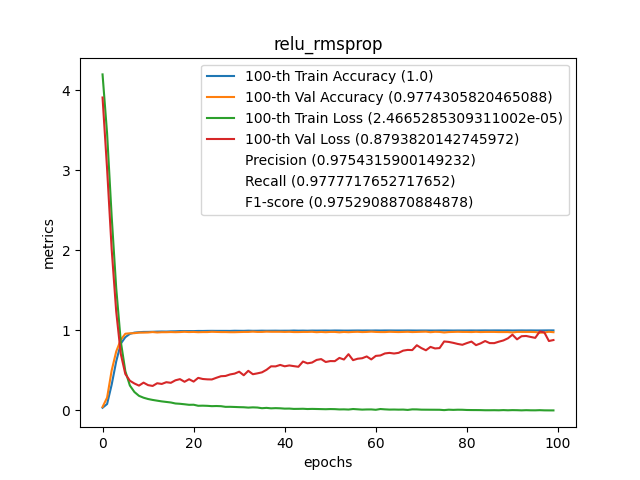 relu_rmsprop
100-th Train Accuracy (1.0)
100-th Val Accuracy (0.9774305820465088)
100-th Train Loss (2.4665285309311002e-05)
100-th Val Loss (0.8793820142745972)
Precision (0.9754315900149232)
Recall (0.9777717652717652)
F1-score (0.9752908870884878)
metrics
4
3
2
1
0
0 20 40 60 80 100
epochs